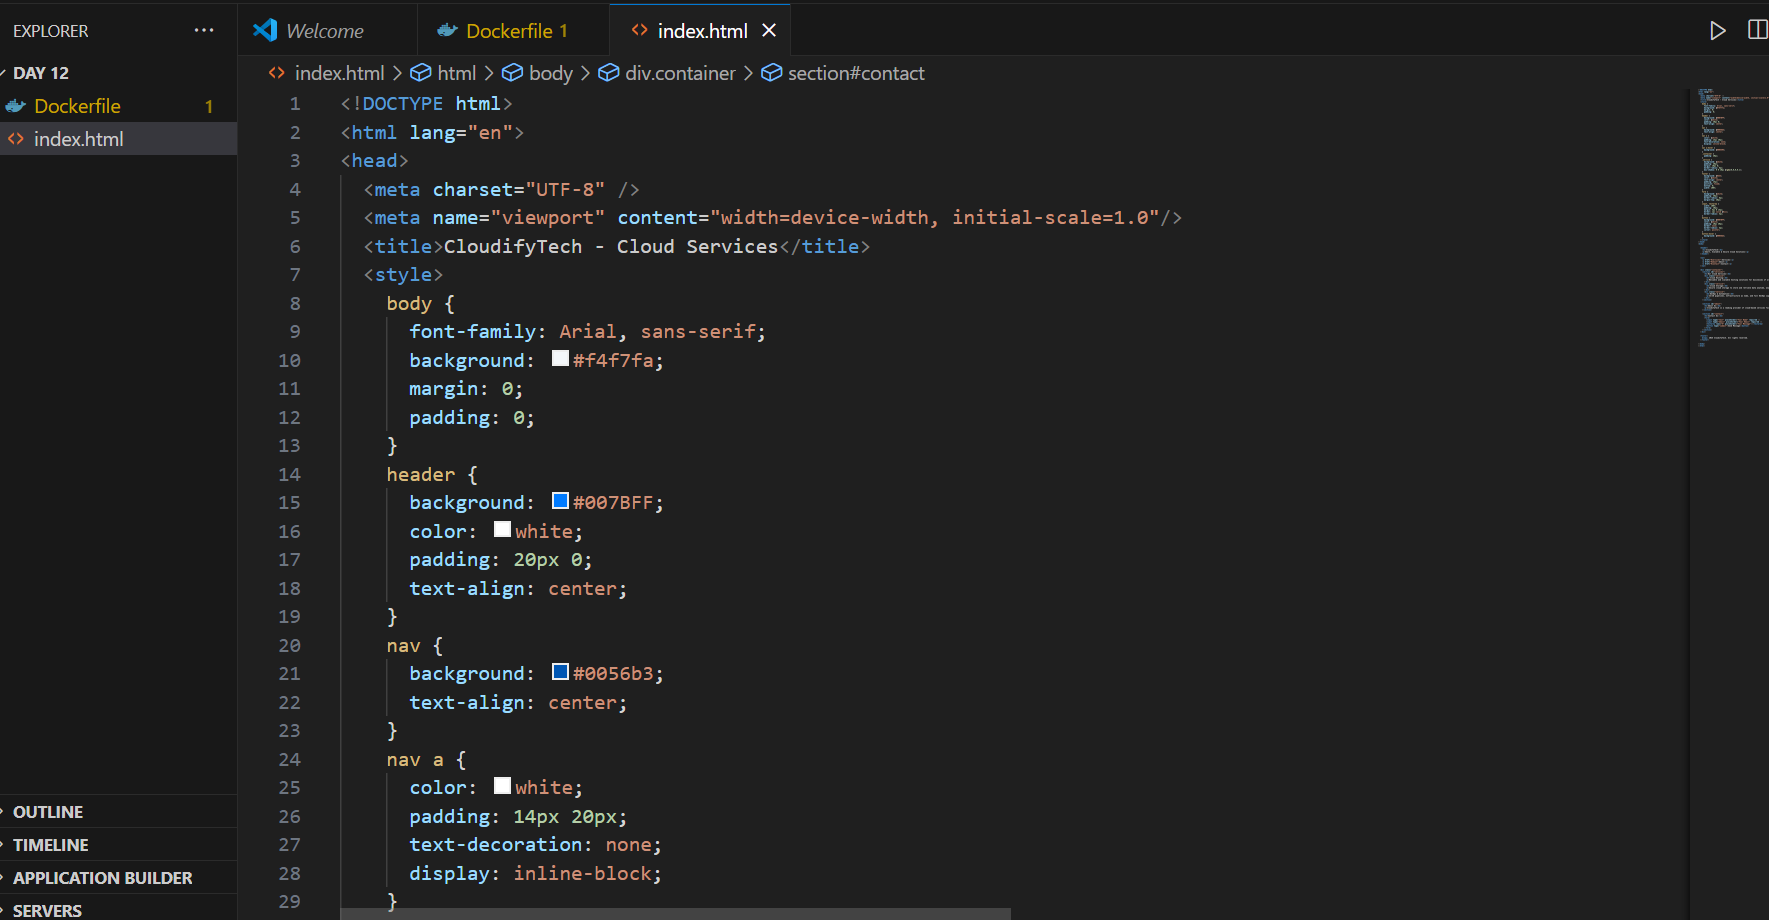 EXPLORER ···
DAY 12
Dockerfile 1
index.html
OUTLINE
TIMELINE
APPLICATION BUILDER
SERVERS
Welcome
Dockerfile 1
index.html
index.html > html > body > div.container > section#contact
1 <!DOCTYPE html>
2 <html lang="en">
3 <head>
4 <meta charset="UTF-8" />
5 <meta name="viewport" content="width=device-width, initial-scale=1.0"/>
6 <title>CloudifyTech - Cloud Services</title>
7 <style>
8 body {
9 font-family: Arial, sans-serif;
10 background: #f4f7fa;
11 margin: 0;
12 padding: 0;
13 }
14 header {
15 background: #007BFF;
16 color: white;
17 padding: 20px 0;
18 text-align: center;
19 }
20 nav {
21 background: #0056b3;
22 text-align: center;
23 }
24 nav a {
25 color: white;
26 padding: 14px 20px;
27 text-decoration: none;
28 display: inline-block;
29 }